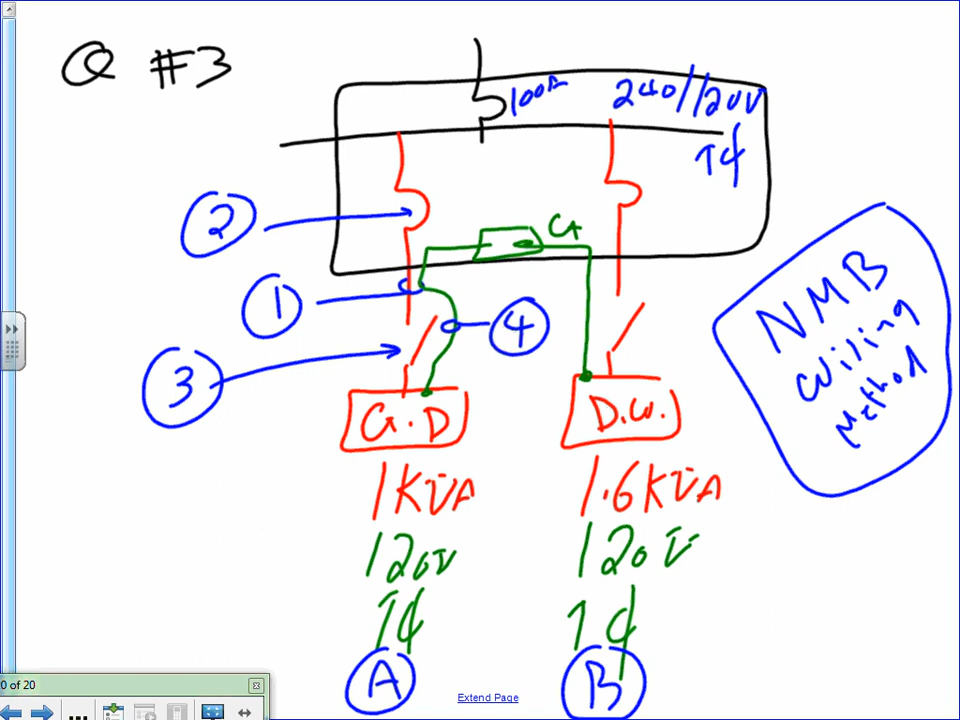 Q #3
100A
240/120V
1ϕ
2
G
1
4
3
NMB
Wiring
Method
G.D
D.W.
1KVA
1.6KVA
120V
120V
1ϕ
1ϕ
A
B
0 of 20
Extend Page